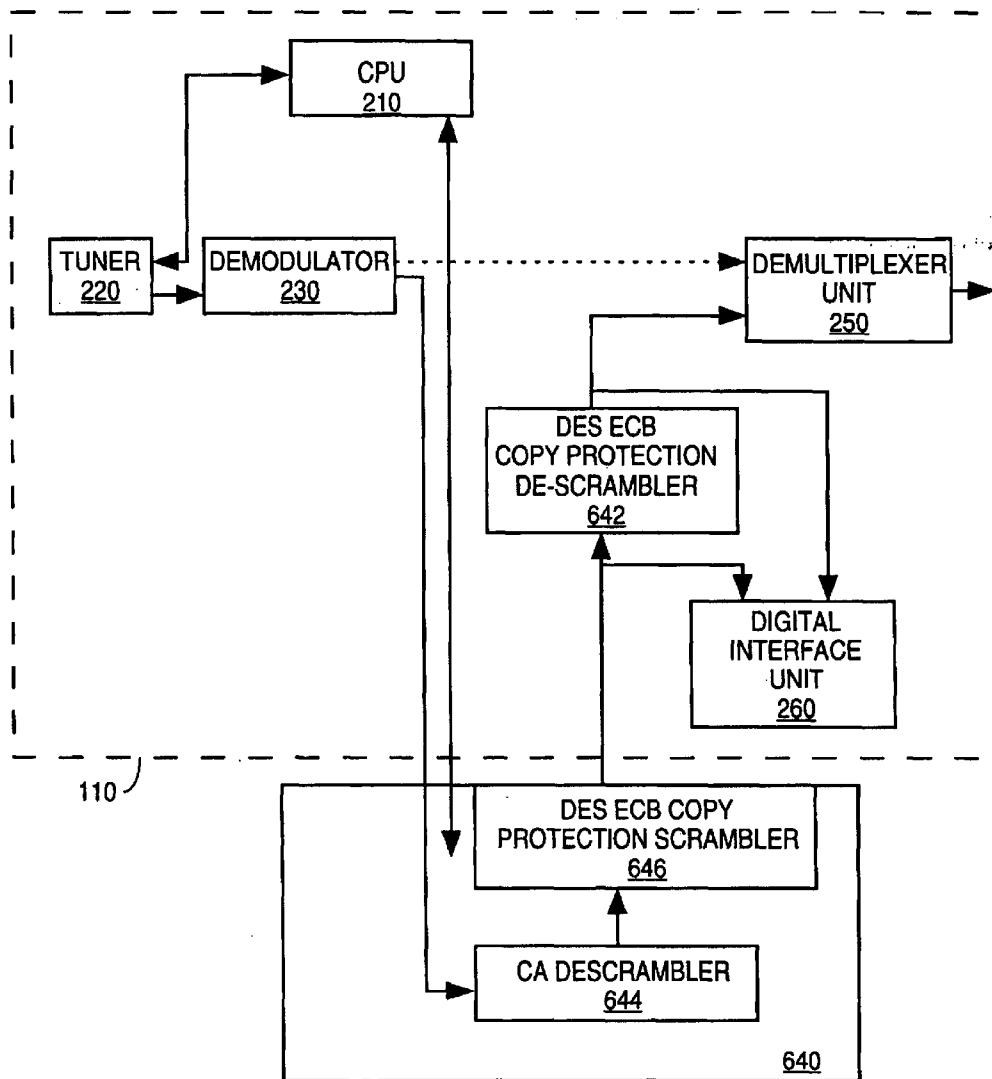 CPU
210
TUNER
220
DEMODULATOR
230
DEMULTIPLEXER
UNIT
250
DES ECB
COPY PROTECTION
DE-SCRAMBLER
642
DIGITAL
INTERFACE
UNIT
260
110
DES ECB COPY
PROTECTION SCRAMBLER
646
CA DESCRAMBLER
644
640